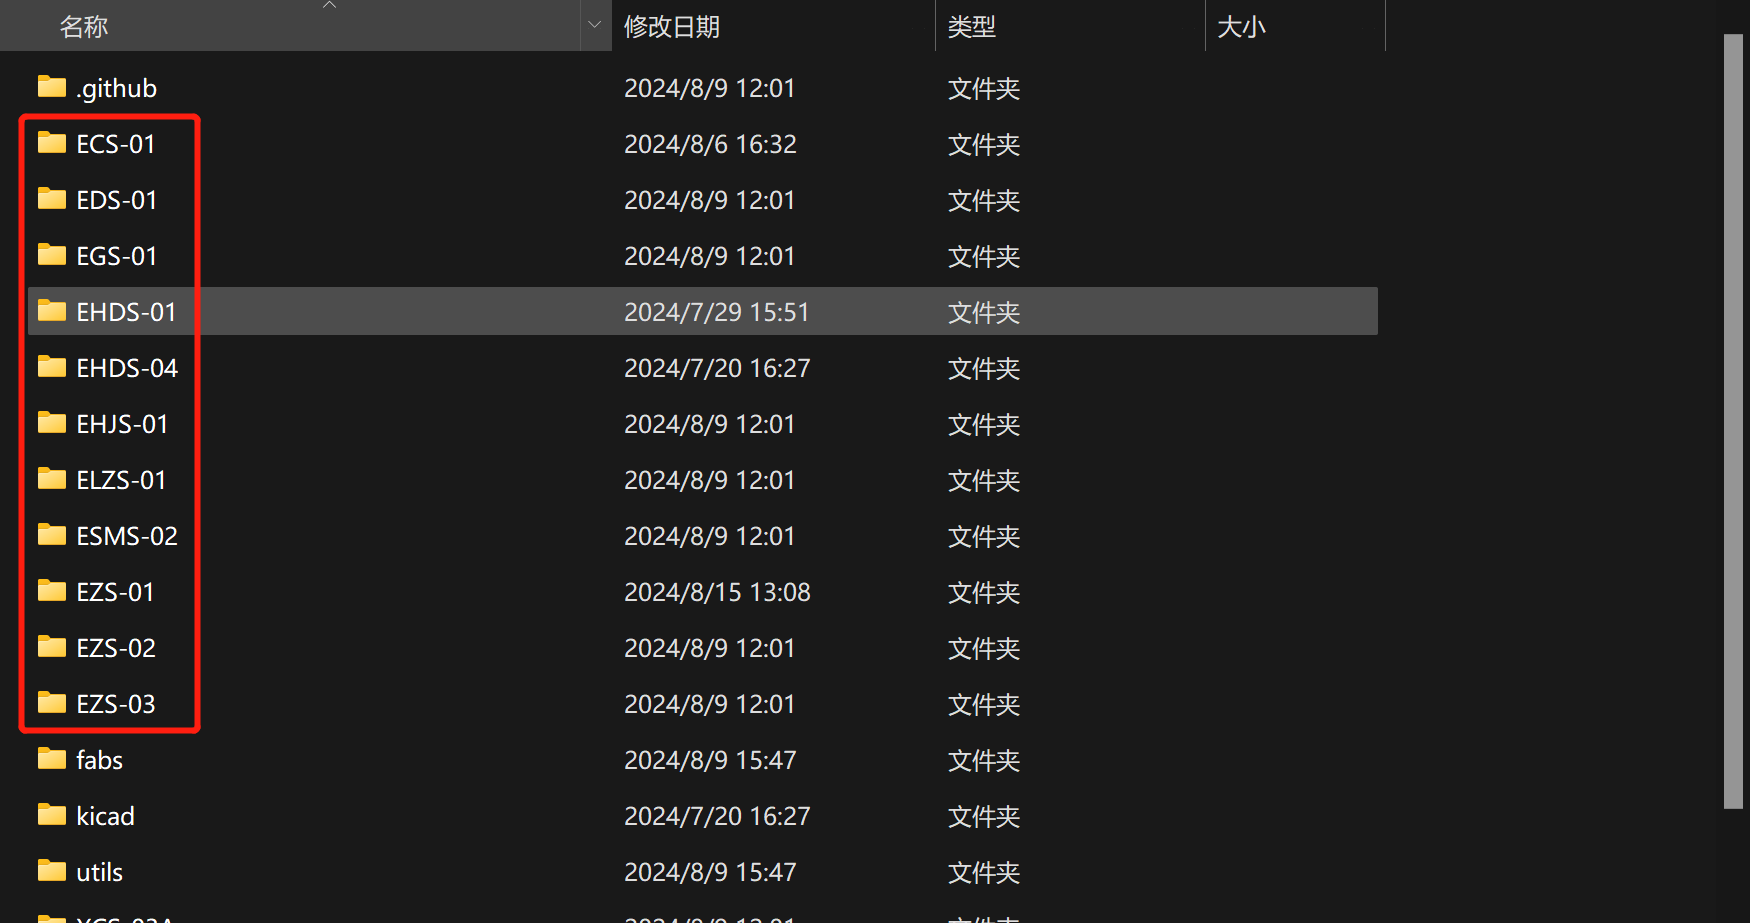 名称 修改日期 类型 大小
.github 2024/8/9 12:01 文件夹
ECS-01 2024/8/6 16:32 文件夹
EDS-01 2024/8/9 12:01 文件夹
EGS-01 2024/8/9 12:01 文件夹
EHDS-01 2024/7/29 15:51 文件夹
EHDS-04 2024/7/20 16:27 文件夹
EHJS-01 2024/8/9 12:01 文件夹
ELZS-01 2024/8/9 12:01 文件夹
ESMS-02 2024/8/9 12:01 文件夹
EZS-01 2024/8/15 13:08 文件夹
EZS-02 2024/8/9 12:01 文件夹
EZS-03 2024/8/9 12:01 文件夹
fabs 2024/8/9 15:47 文件夹
kicad 2024/7/20 16:27 文件夹
utils 2024/8/9 15:47 文件夹